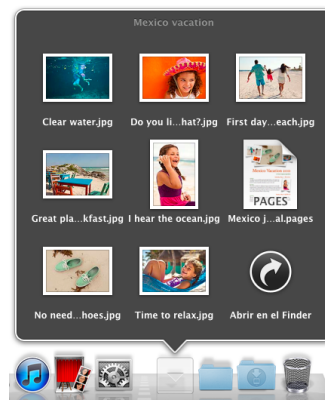 Mexico vacation
Clear water.jpg
Do you li...hat?.jpg
First day...each.jpg
Great pla...kfast.jpg
I hear the ocean.jpg
Mexico j...al.pages
PAGES
No need...hoes.jpg
Time to relax.jpg
Abrir en el Finder